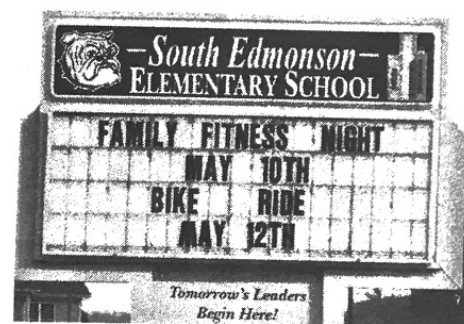 –South Edmonson–
ELEMENTARY SCHOOL
FAMILY FITNESS NIGHT
MAY 10TH
BIKE RIDE
MAY 12TH
Tomorrow's Leaders
Begin Here!